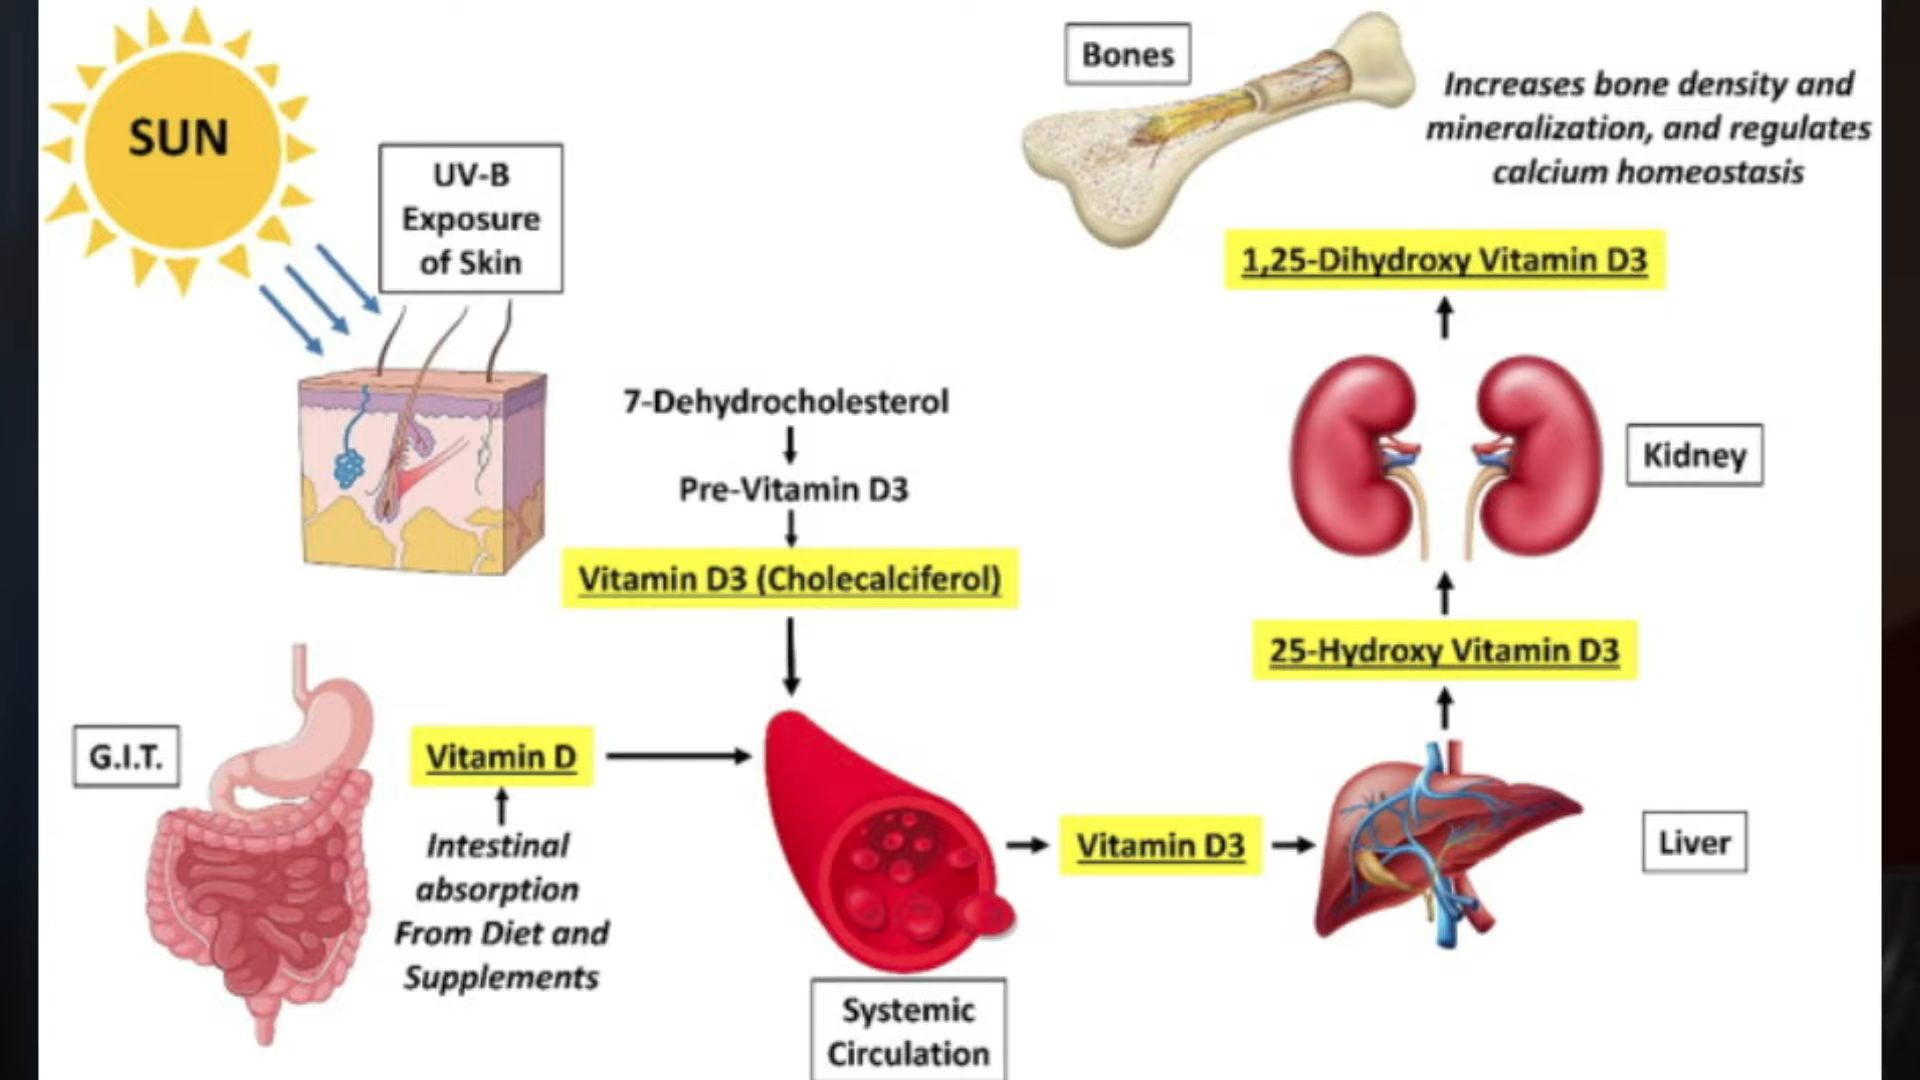 SUN
UV-B
Exposure
of Skin
7-Dehydrocholesterol
Pre-Vitamin D3
Vitamin D3 (Cholecalciferol)
G.I.T.
Vitamin D
Intestinal
absorption
From Diet and
Supplements
Systemic
Circulation
Vitamin D3
Liver
25-Hydroxy Vitamin D3
Kidney
1,25-Dihydroxy Vitamin D3
Bones
Increases bone density and
mineralization, and regulates
calcium homeostasis